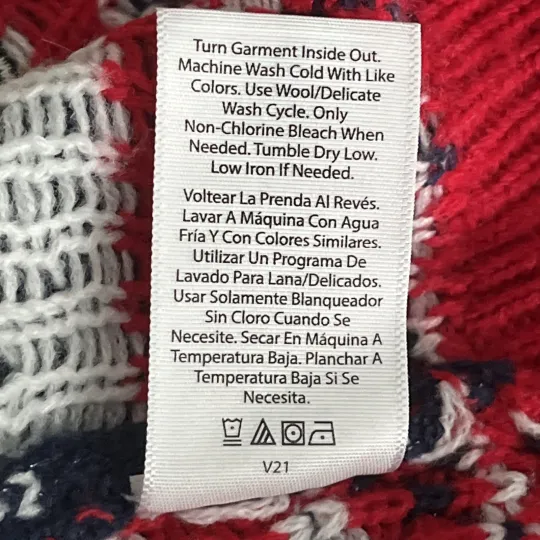 Turn Garment Inside Out.
Machine Wash Cold With Like
Colors. Use Wool/Delicate
Wash Cycle. Only
Non-Chlorine Bleach When
Needed. Tumble Dry Low.
Low Iron If Needed.
Voltear La Prenda Al Revés.
Lavar A Máquina Con Agua
Fría Y Con Colores Similares.
Utilizar Un Programa De
Lavado Para Lana/Delicados.
Usar Solamente Blanqueador
Sin Cloro Cuando Se
Necesite. Secar En Máquina A
Temperatura Baja. Planchar A
Temperatura Baja Si Se
Necesita.
V21